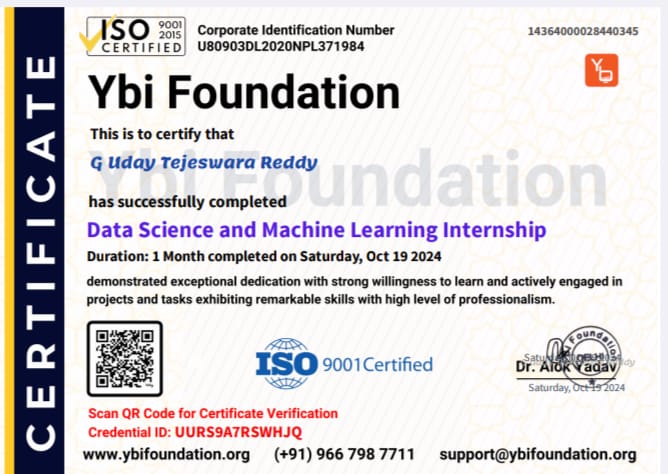 CERTIFICATE
ISO 9001 2015
CERTIFIED
Corporate Identification Number
U80903DL2020NPL371984
14364000028440345
Ybi Foundation
This is to certify that
G Uday Tejeswara Reddy
Ybi Foundation
has successfully completed
Data Science and Machine Learning Internship
Duration: 1 Month completed on Saturday, Oct 19 2024
demonstrated exceptional dedication with strong willingness to learn and actively engaged in
projects and tasks exhibiting remarkable skills with high level of professionalism.
ISO 9001Certified
Foundation
DELHI
Dr. Alok Yadav
Saturday, Oct 19 2024
Scan QR Code for Certificate Verification
Credential ID: UURS9A7RSWHJQ
www.ybifoundation.org (+91) 966 798 7711 support@ybifoundation.org